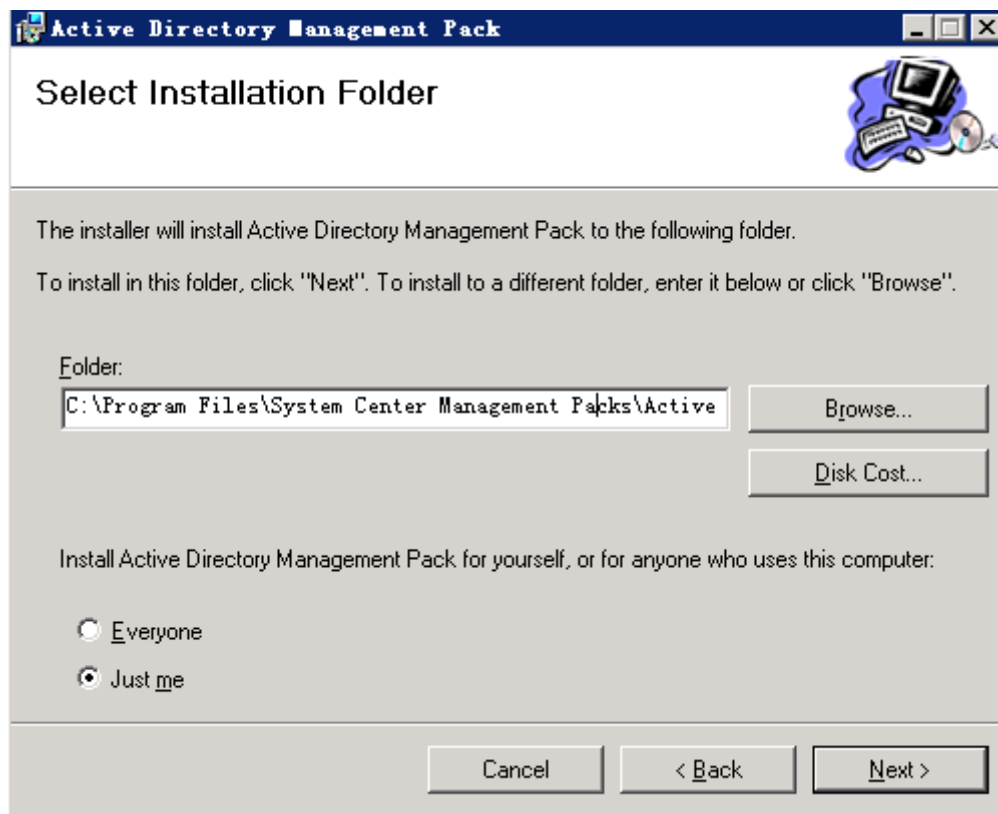 Active Directory Management Pack
Select Installation Folder
The installer will install Active Directory Management Pack to the following folder.
To install in this folder, click "Next". To install to a different folder, enter it below or click "Browse".
Folder:
C:\Program Files\System Center Management Packs\Active
Browse...
Disk Cost...
Install Active Directory Management Pack for yourself, or for anyone who uses this computer:
Everyone
Just me
Cancel
< Back
Next >